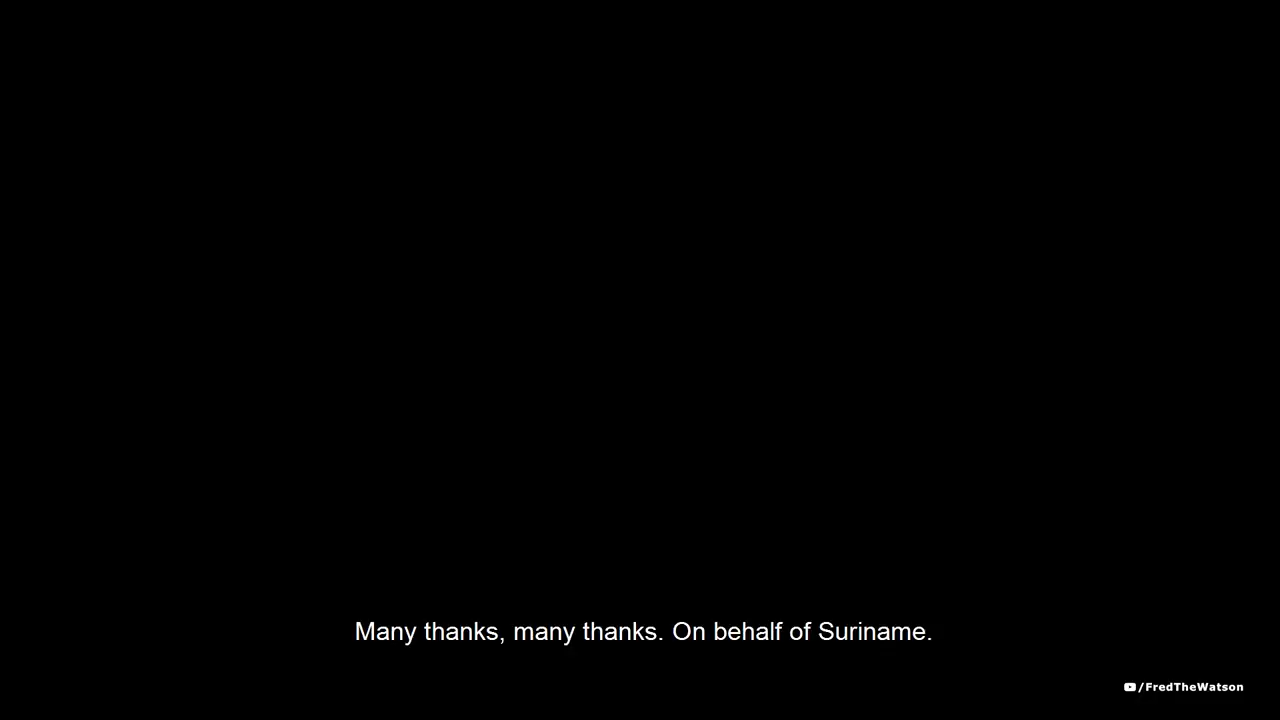 Many thanks, many thanks. On behalf of Suriname.
/FredTheWatson